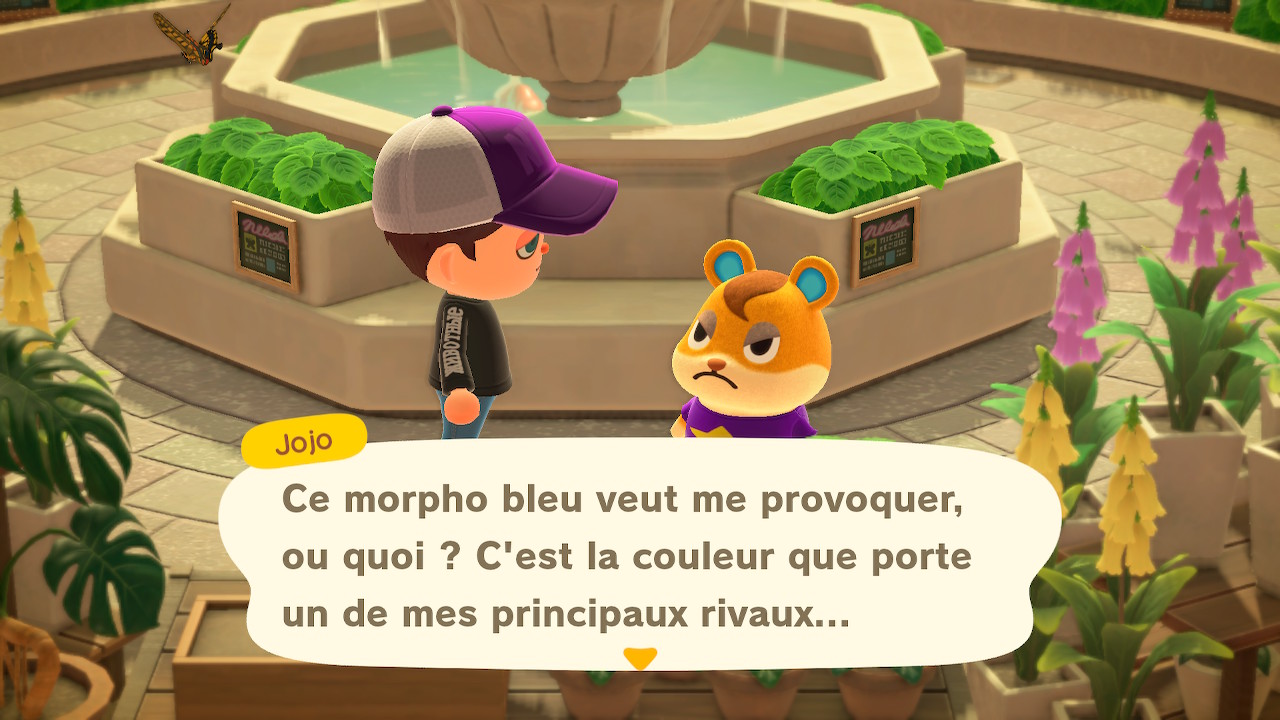 ЖИВОТНЫЕ
Jojo
Ce morpho bleu veut me provoquer,
ou quoi ? C'est la couleur que porte
un de mes principaux rivaux...